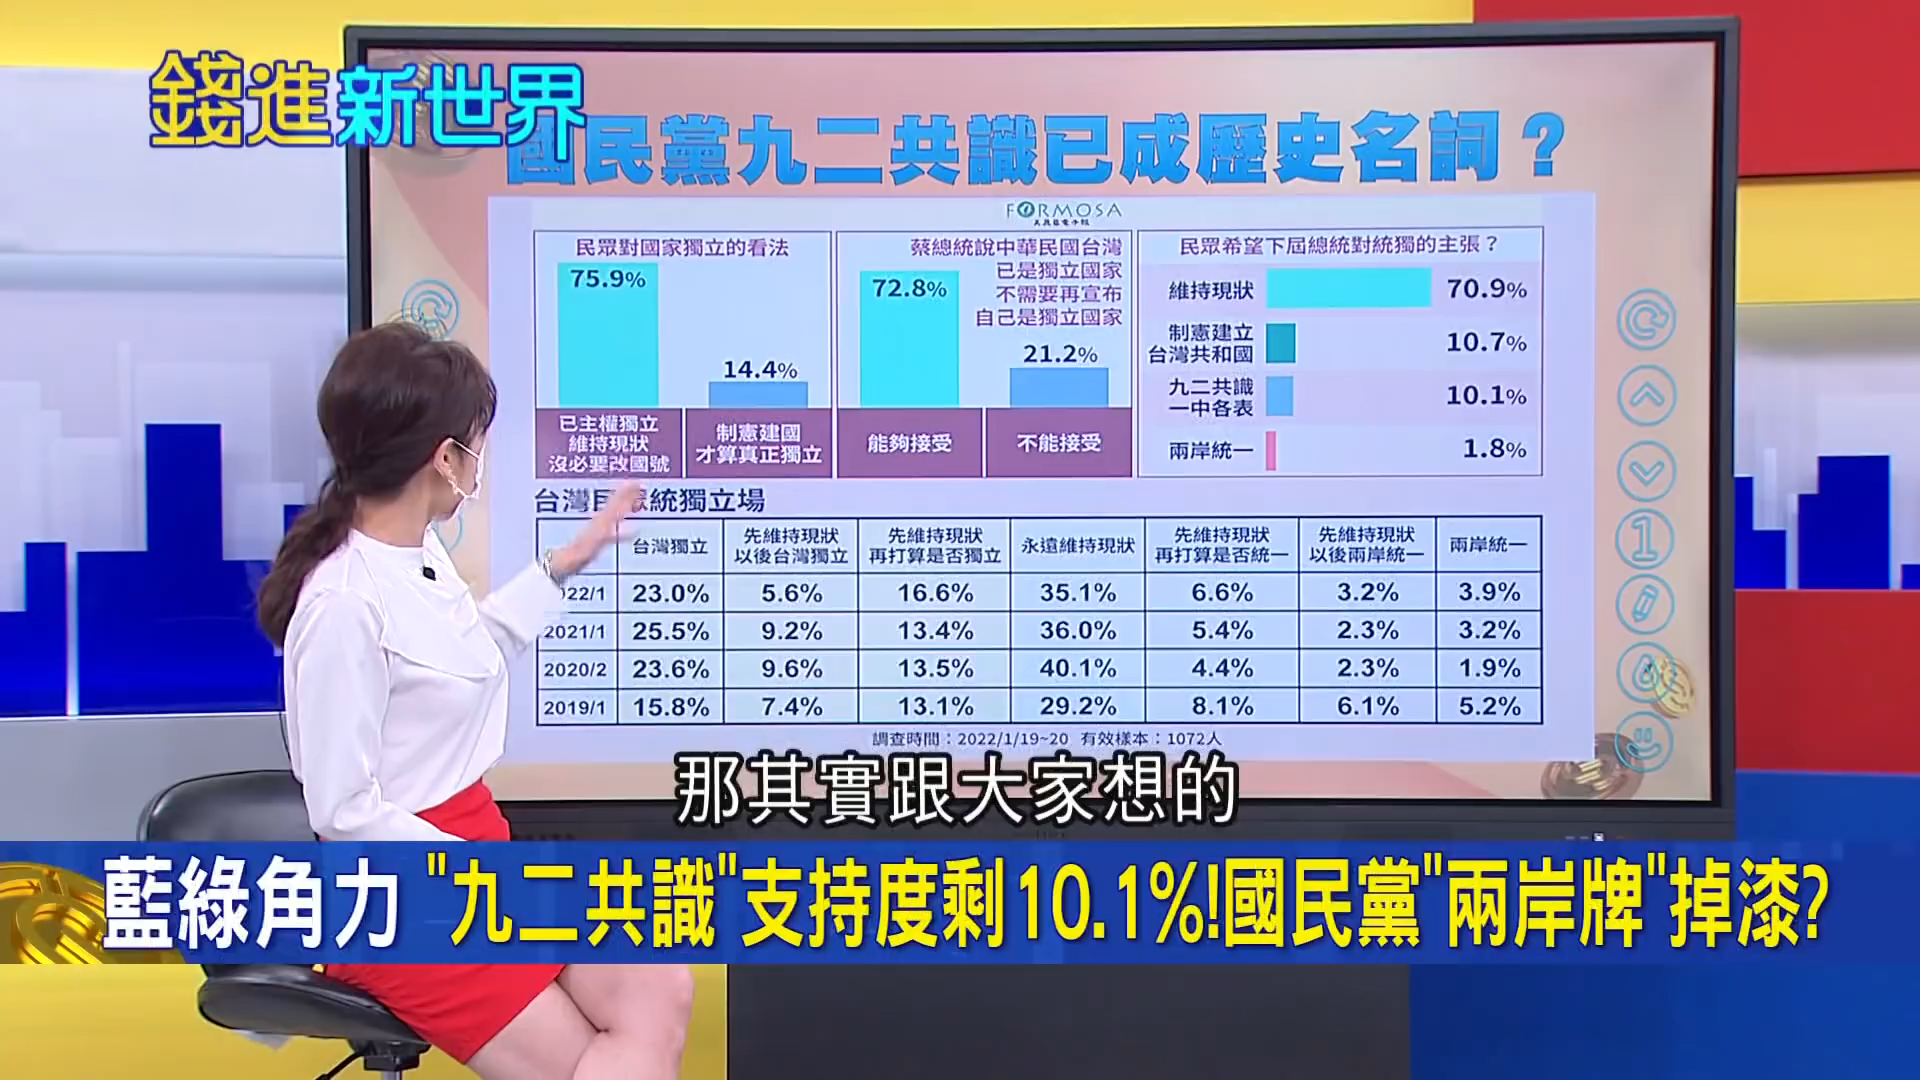 錢進新世界
國民黨九二共識已成歷史名詞？
FORMOSA
美麗島電子報
民眾對國家獨立的看法
75.9%
14.4%
已主權獨立
維持現狀
沒必要改國號
制憲建國
才算真正獨立
蔡總統說中華民國台灣
已是獨立國家
不需要再宣布
自己是獨立國家
72.8%
21.2%
能夠接受
不能接受
民眾希望下屆總統對統獨的主張？
維持現狀 70.9%
制憲建立
台灣共和國 10.7%
九二共識
一中各表 10.1%
兩岸統一 1.8%
台灣民眾統獨立場
台灣獨立 先維持現狀以後台灣獨立 先維持現狀再打算是否獨立 永遠維持現狀 先維持現狀再打算是否統一 先維持現狀以後兩岸統一 兩岸統一
022/1 23.0% 5.6% 16.6% 35.1% 6.6% 3.2% 3.9%
2021/1 25.5% 9.2% 13.4% 36.0% 5.4% 2.3% 3.2%
2020/2 23.6% 9.6% 13.5% 40.1% 4.4% 2.3% 1.9%
2019/1 15.8% 7.4% 13.1% 29.2% 8.1% 6.1% 5.2%
調查時間：2022/1/19~20 有效樣本：1072人
1
那其實跟大家想的
藍綠角力 "九二共識"支持度剩10.1%!國民黨"兩岸牌"掉漆?